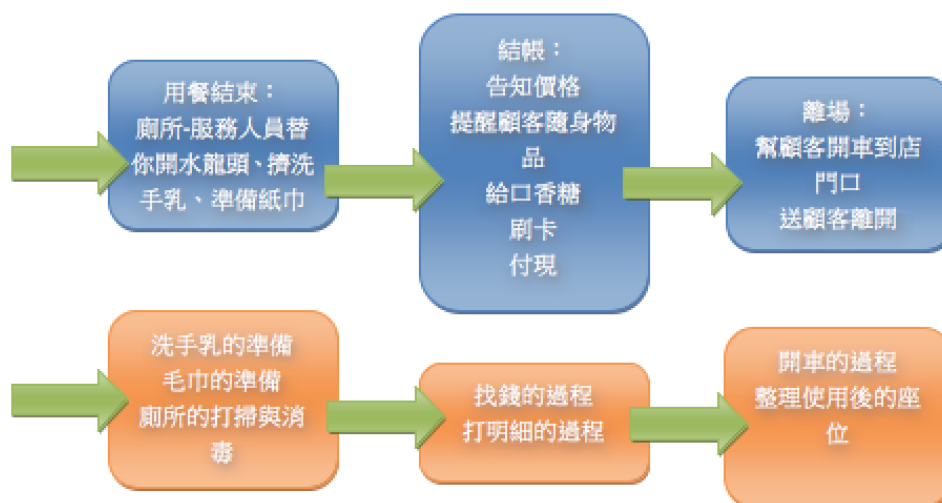 用餐結束：
廁所-服務人員替
你開水龍頭、擠洗
手乳、準備紙巾
結帳：
告知價格
提醒顧客隨身物
品
給口香糖
刷卡
付現
離場：
幫顧客開車到店
門口
送顧客離開
洗手乳的準備
毛巾的準備
廁所的打掃與消
毒
找錢的過程
打明細的過程
開車的過程
整理使用後的座
位